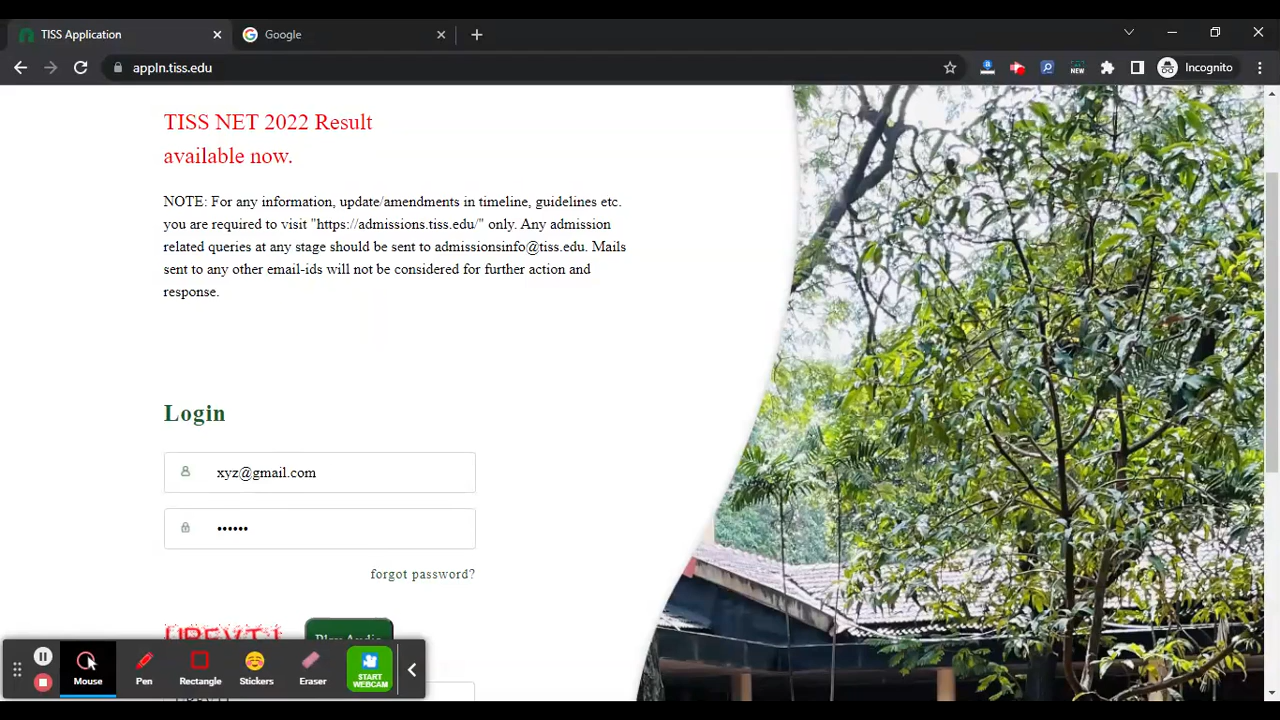 TISS Application
Google
appln.tiss.edu
NEW
Incognito
TISS NET 2022 Result
available now.
NOTE: For any information, update/amendments in timeline, guidelines etc.
you are required to visit "https://admissions.tiss.edu/" only. Any admission
related queries at any stage should be sent to admissionsinfo@tiss.edu. Mails
sent to any other email-ids will not be considered for further action and
response.
Login
xyz@gmail.com
••••••
forgot password?
Play Audio
Mouse
Pen
Rectangle
Stickers
Eraser
START
WEBCAM